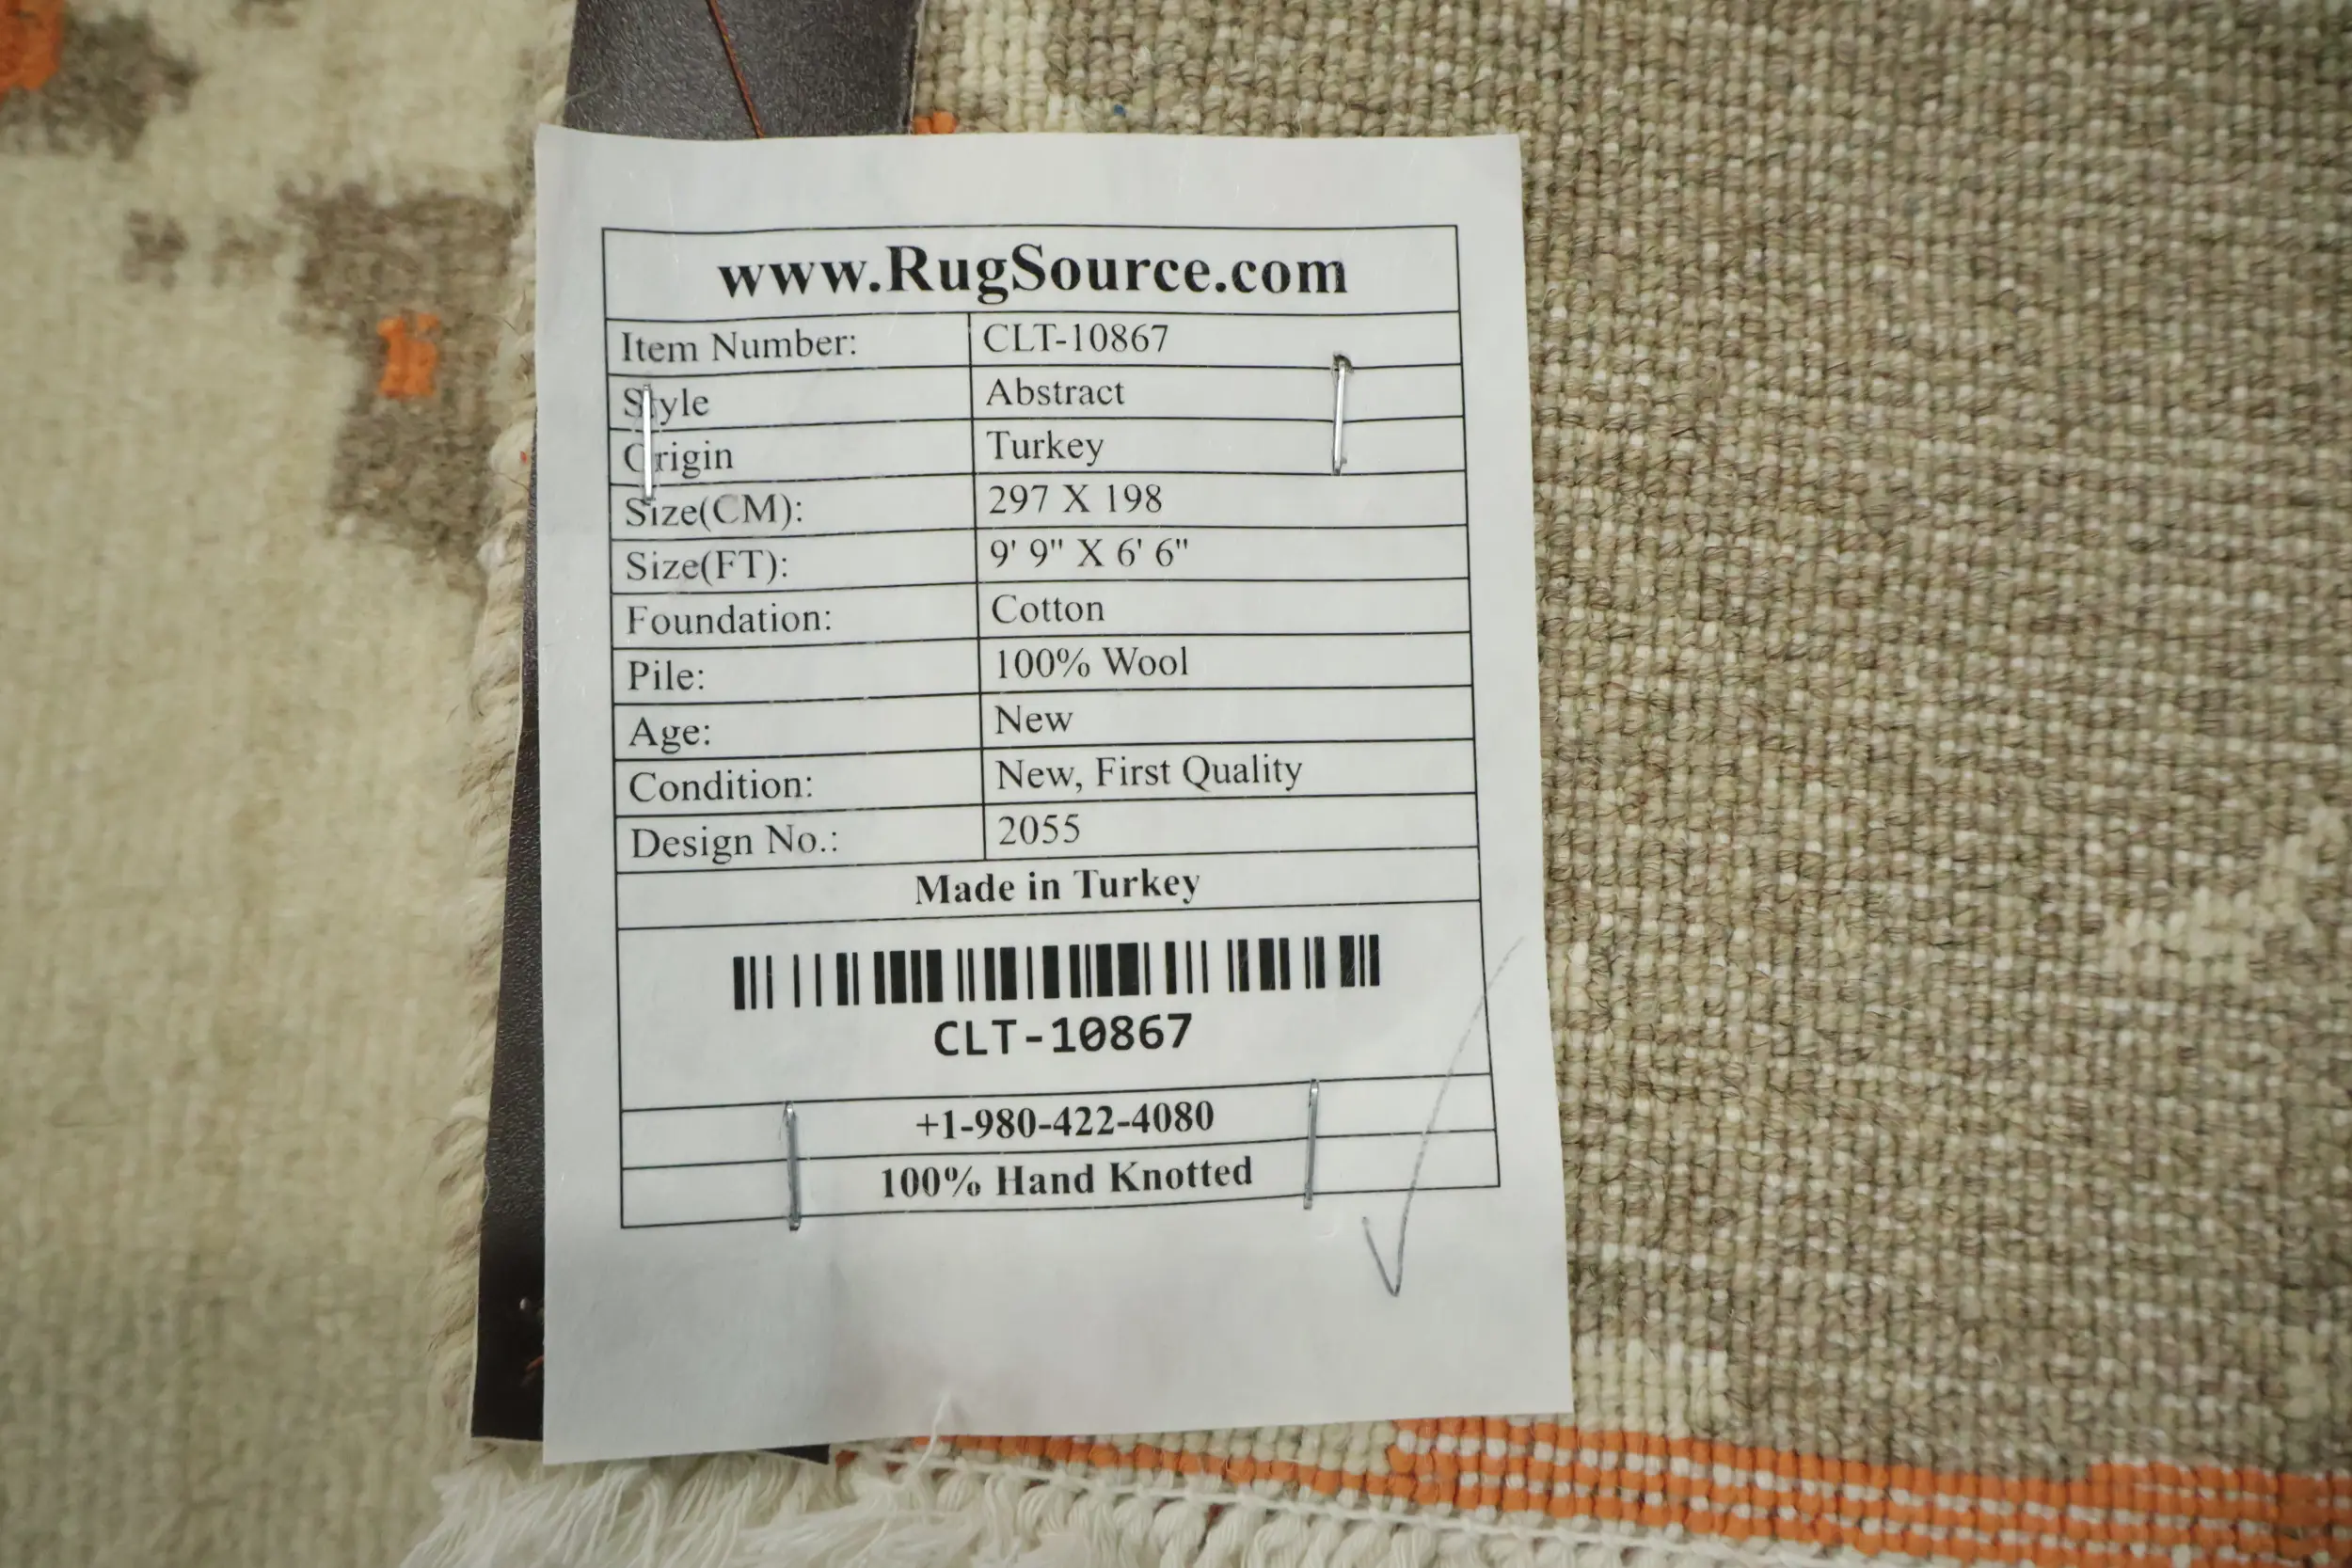 www.RugSource.com
Item Number: CLT-10867
Style Abstract
Origin Turkey
Size(CM): 297 X 198
Size(FT): 9' 9" X 6' 6"
Foundation: Cotton
Pile: 100% Wool
Age: New
Condition: New, First Quality
Design No.: 2055
Made in Turkey
CLT-10867
+1-980-422-4080
100% Hand Knotted